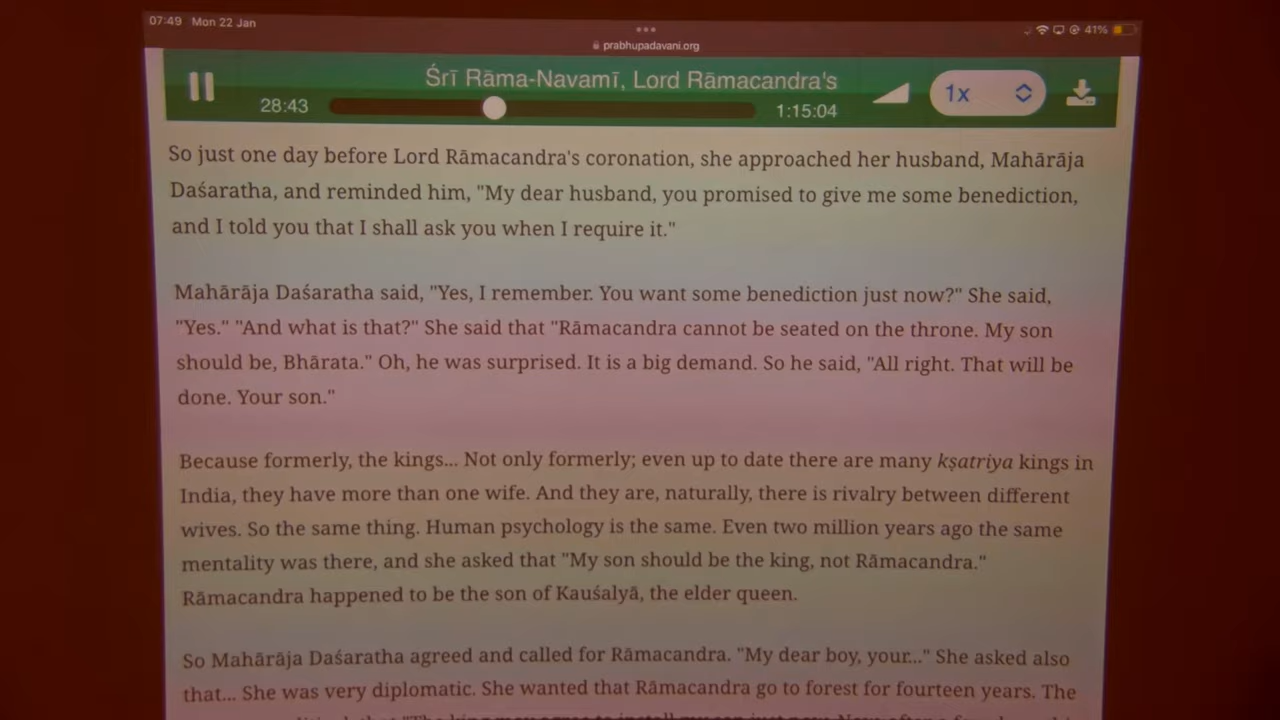 07:49 Mon 22 Jan
41%
prabhupadavani.org
Śrī Rāma-Navamī, Lord Rāmacandra's
28:43
1:15:04
1x
So just one day before Lord Rāmacandra's coronation, she approached her husband, Mahārāja
Daśaratha, and reminded him, "My dear husband, you promised to give me some benediction,
and I told you that I shall ask you when I require it."
Mahārāja Daśaratha said, "Yes, I remember. You want some benediction just now?" She said,
"Yes." "And what is that?" She said that "Rāmacandra cannot be seated on the throne. My son
should be, Bhārata." Oh, he was surprised. It is a big demand. So he said, "All right. That will be
done. Your son."
Because formerly, the kings... Not only formerly; even up to date there are many kṣatriya kings in
India, they have more than one wife. And they are, naturally, there is rivalry between different
wives. So the same thing. Human psychology is the same. Even two million years ago the same
mentality was there, and she asked that "My son should be the king, not Rāmacandra."
Rāmacandra happened to be the son of Kauśalyā, the elder queen.
So Mahārāja Daśaratha agreed and called for Rāmacandra. "My dear boy, your..." She asked also
that... She was very diplomatic. She wanted that Rāmacandra go to forest for fourteen years. The